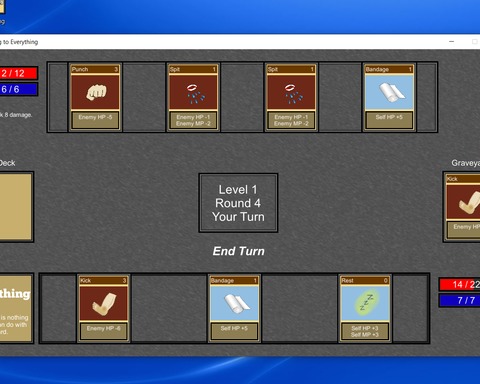 g to Everything
2 / 12
6 / 6
k 8 damage.
Punch 3
Enemy HP -5
Spit 1
Enemy HP -1
Enemy MP -2
Spit 1
Enemy HP -1
Enemy MP -2
Bandage 1
Self HP +5
Deck
Level 1
Round 4
Your Turn
End Turn
Graveya
Kick
Enemy HP
thing
is nothing
n do with
rd.
Kick 3
Enemy HP -6
Bandage 1
Self HP +5
Rest 0
Self HP +3
Self MP +3
14 / 22
7 / 7